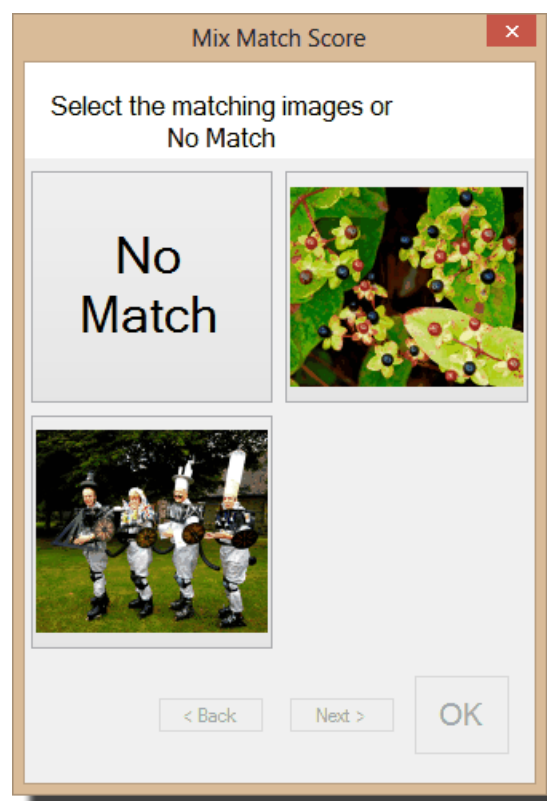 Mix Match Score
×
Select the matching images or
No Match
No
Match
< Back
Next >
OK